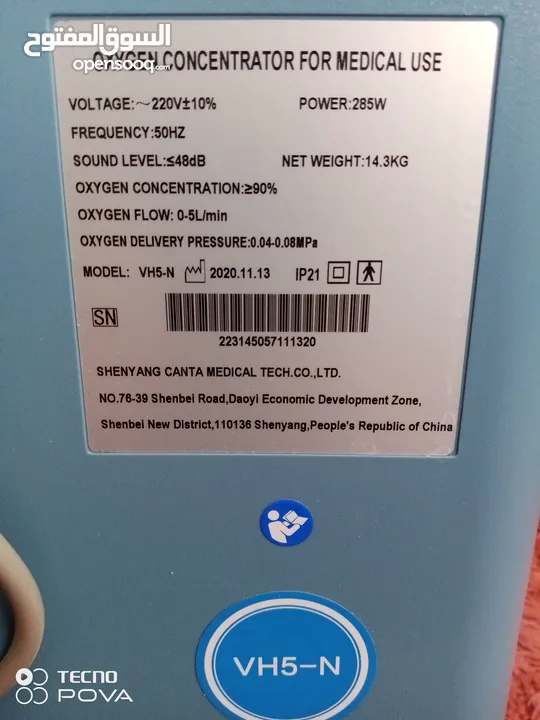 السوق المفتوح
opensooq.com
OXYGEN CONCENTRATOR FOR MEDICAL USE
VOLTAGE:～220V±10% POWER:285W
FREQUENCY:50HZ
SOUND LEVEL:≤48dB NET WEIGHT:14.3KG
OXYGEN CONCENTRATION:≥90%
OXYGEN FLOW: 0-5L/min
OXYGEN DELIVERY PRESSURE:0.04-0.08MPa
MODEL: VH5-N 2020.11.13 IP21
SN
223145057111320
SHENYANG CANTA MEDICAL TECH.CO.,LTD.
NO.76-39 Shenbei Road,Daoyi Economic Development Zone,
Shenbei New District,110136 Shenyang,People's Republic of China
VH5-N
TECNO
POVA